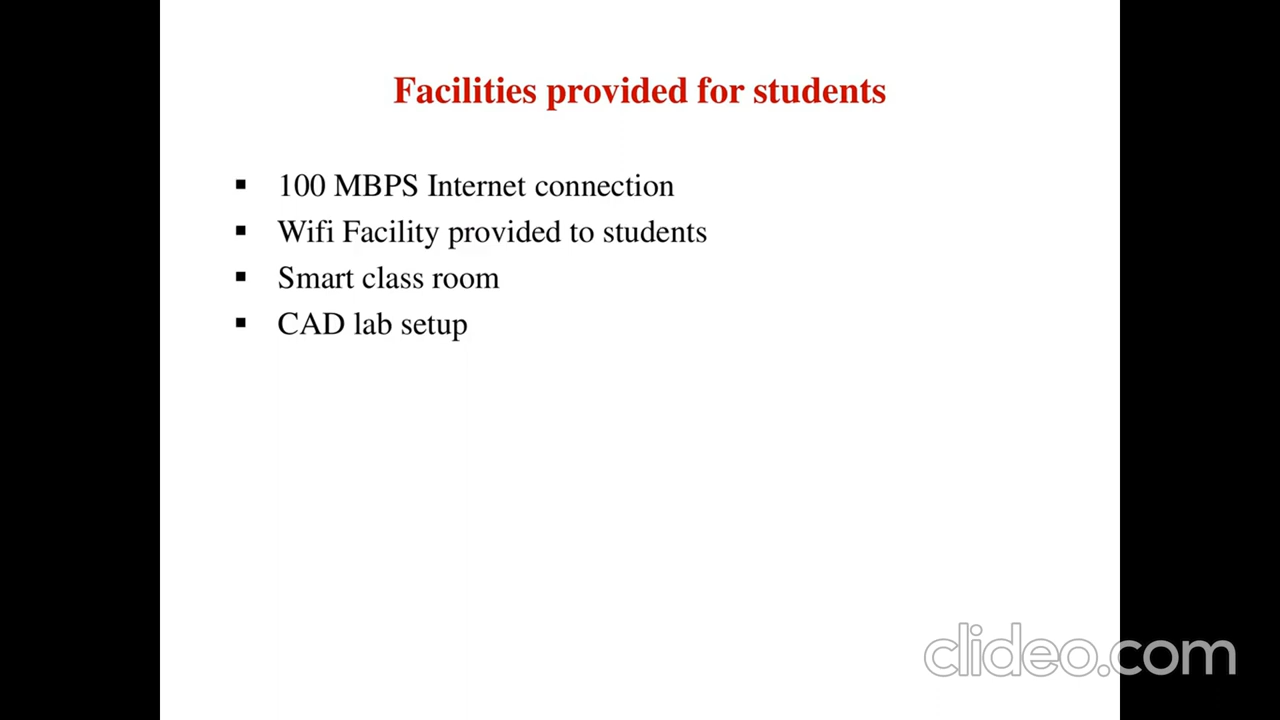 Facilities provided for students
▪ 100 MBPS Internet connection
▪ Wifi Facility provided to students
▪ Smart class room
▪ CAD lab setup
clideo.com